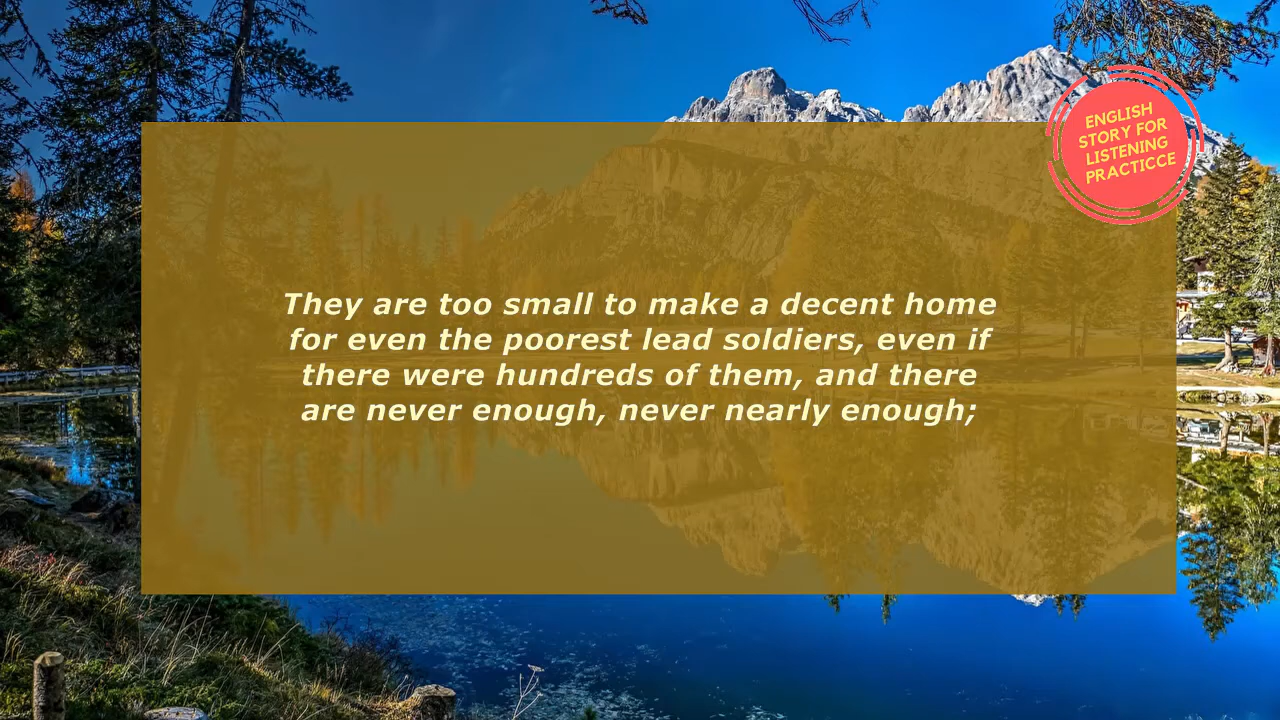 ENGLISH
STORY FOR
LISTENING
PRACTICCE
They are too small to make a decent home
for even the poorest lead soldiers, even if
there were hundreds of them, and there
are never enough, never nearly enough;